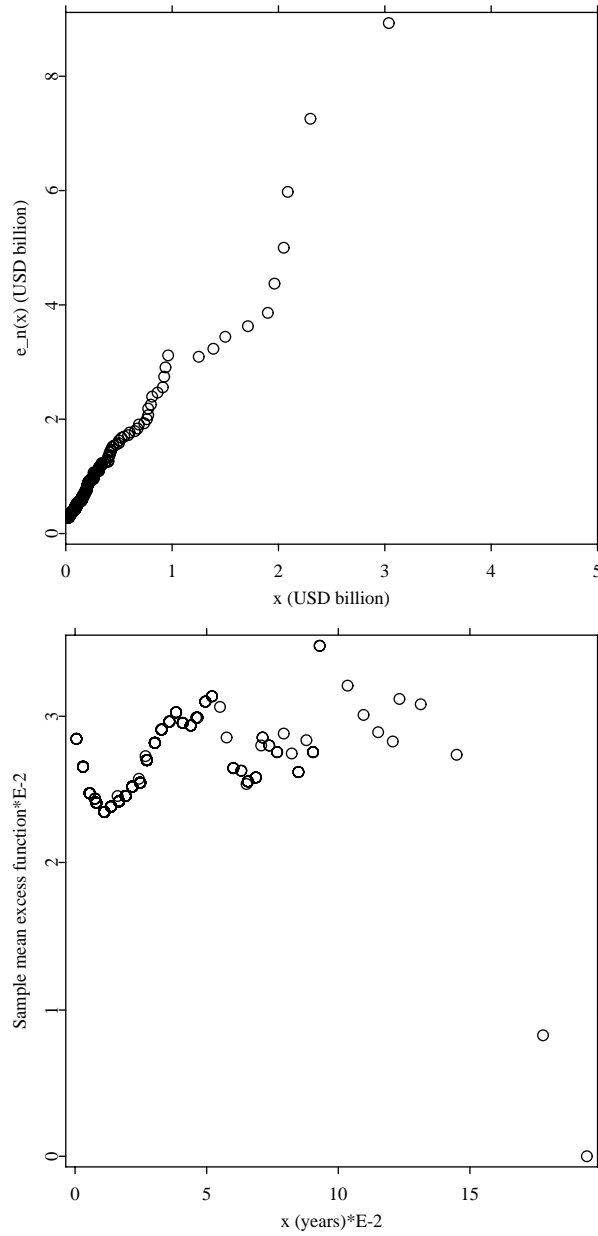 e_n(x) (USD billion)
8
6
4
2
0
0 1 2 3 4 5
x (USD billion)
Sample mean excess function*E-2
3
2
1
0
0 5 10 15
x (years)*E-2